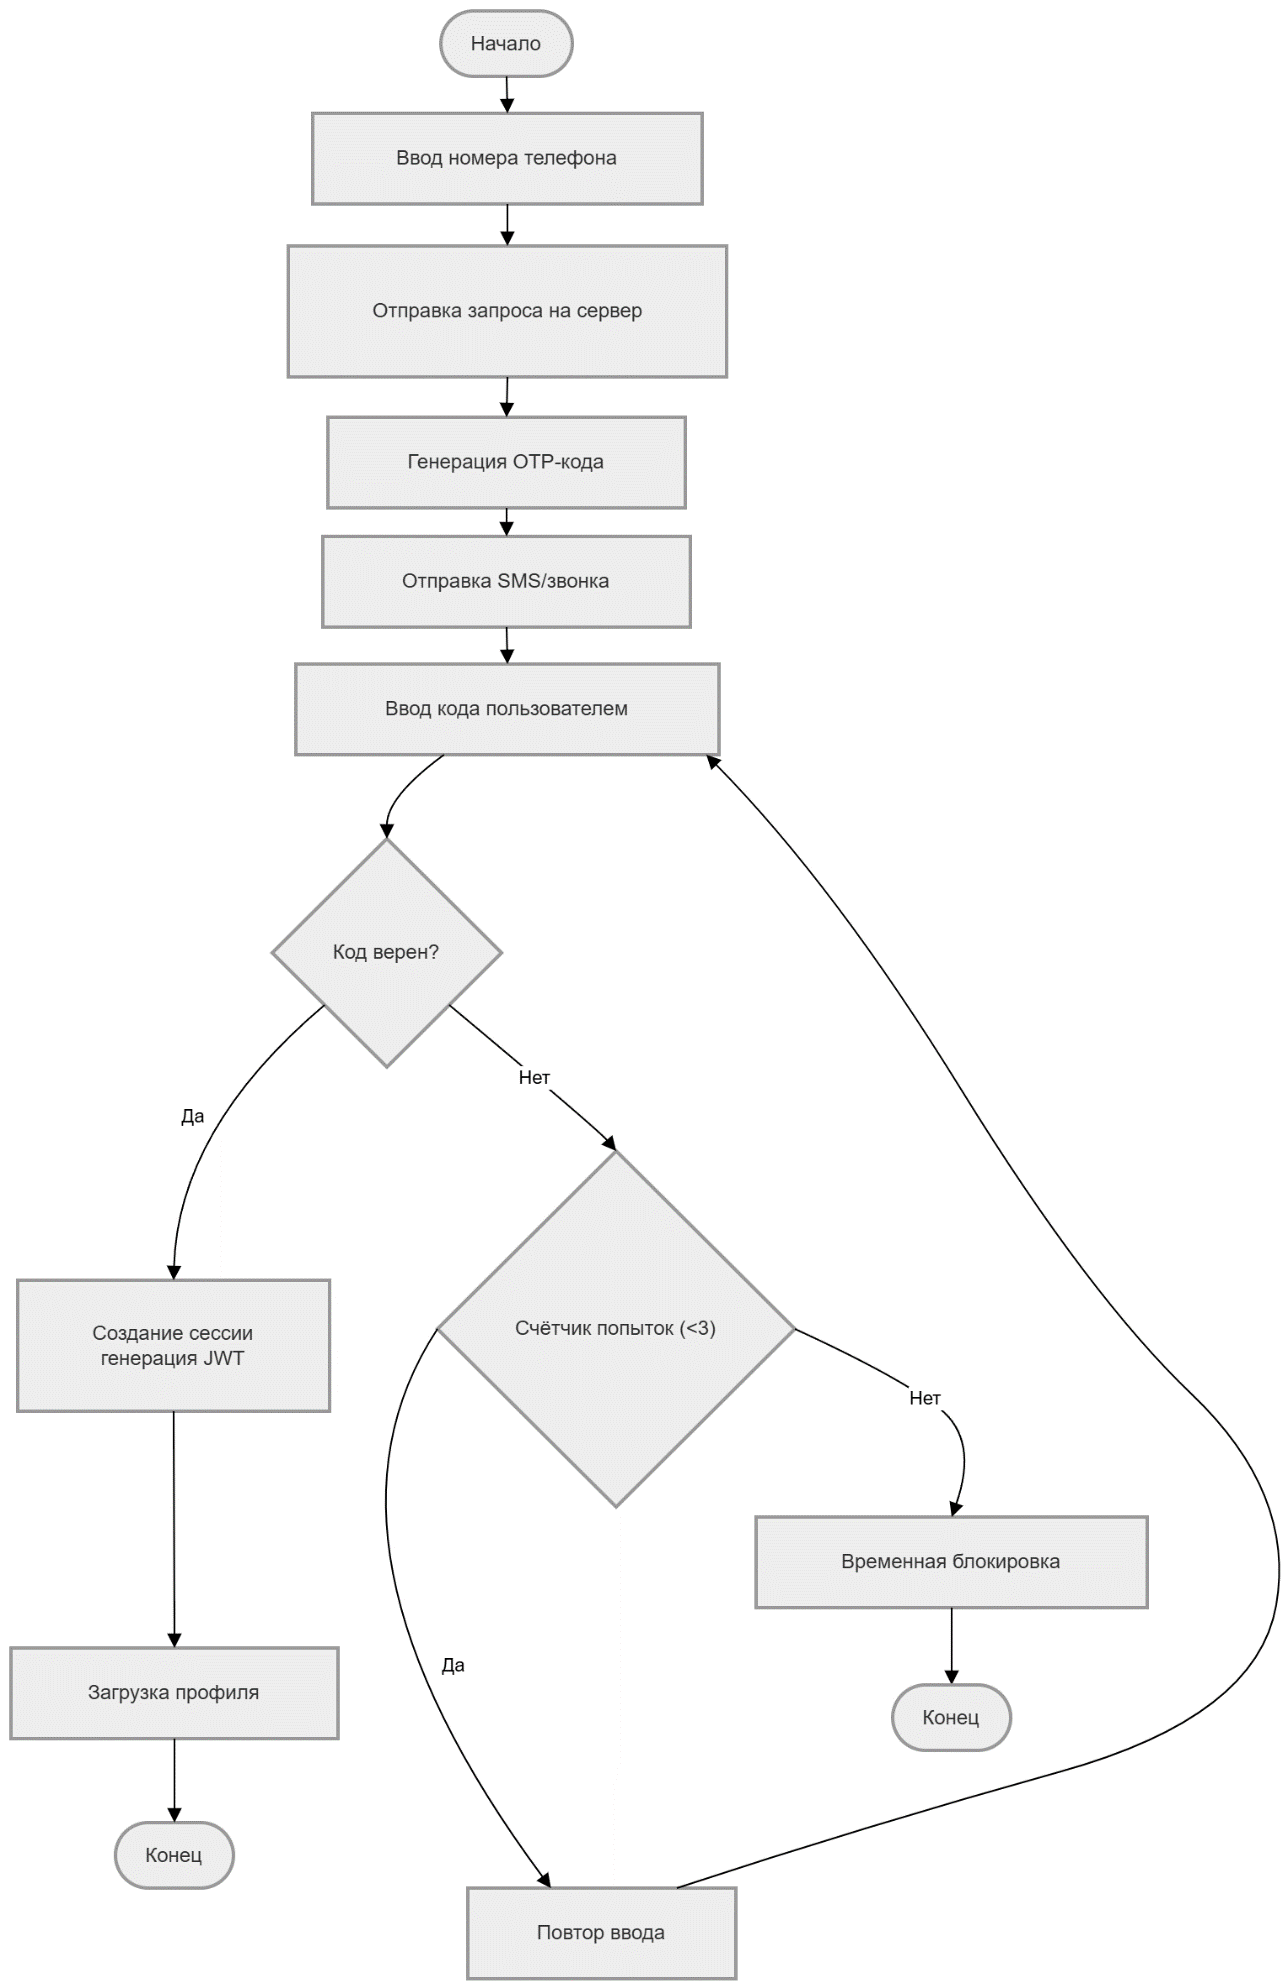 Начало
Ввод номера телефона
Отправка запроса на сервер
Генерация OTP-кода
Отправка SMS/звонка
Ввод кода пользователем
Код верен?
Нет
Да
Создание сессии
генерация JWT
Счётчик попыток (<3)
Нет
Временная блокировка
Да
Загрузка профиля
Конец
Конец
Повтор ввода